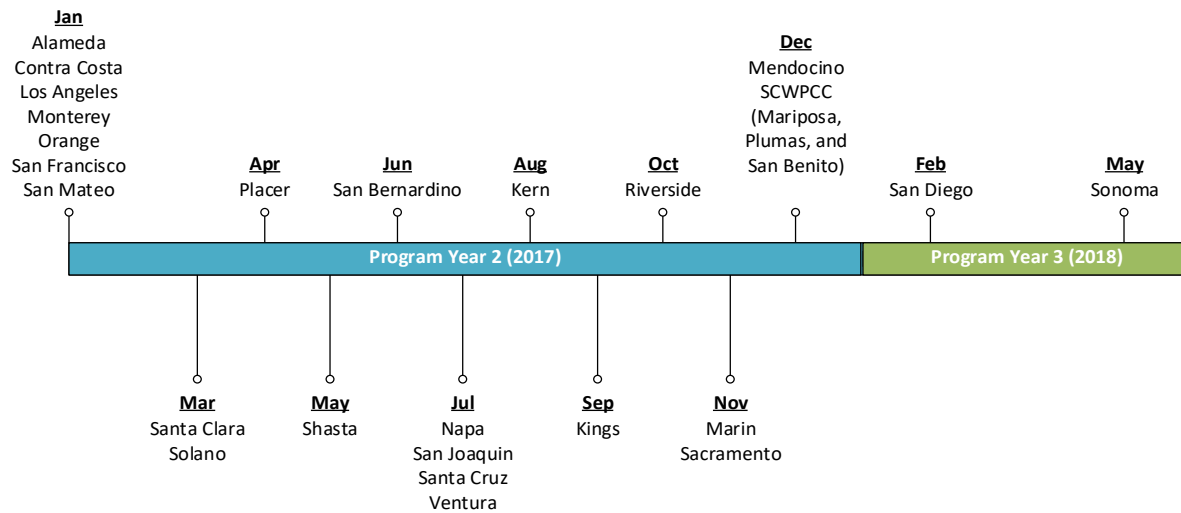 Jan
Alameda
Contra Costa
Los Angeles
Monterey
Orange
San Francisco
San Mateo
Apr
Placer
Jun
San Bernardino
Aug
Kern
Oct
Riverside
Dec
Mendocino
SCWPCC
(Mariposa,
Plumas, and
San Benito)
Feb
San Diego
May
Sonoma
Program Year 2 (2017)
Program Year 3 (2018)
Mar
Santa Clara
Solano
May
Shasta
Jul
Napa
San Joaquin
Santa Cruz
Ventura
Sep
Kings
Nov
Marin
Sacramento